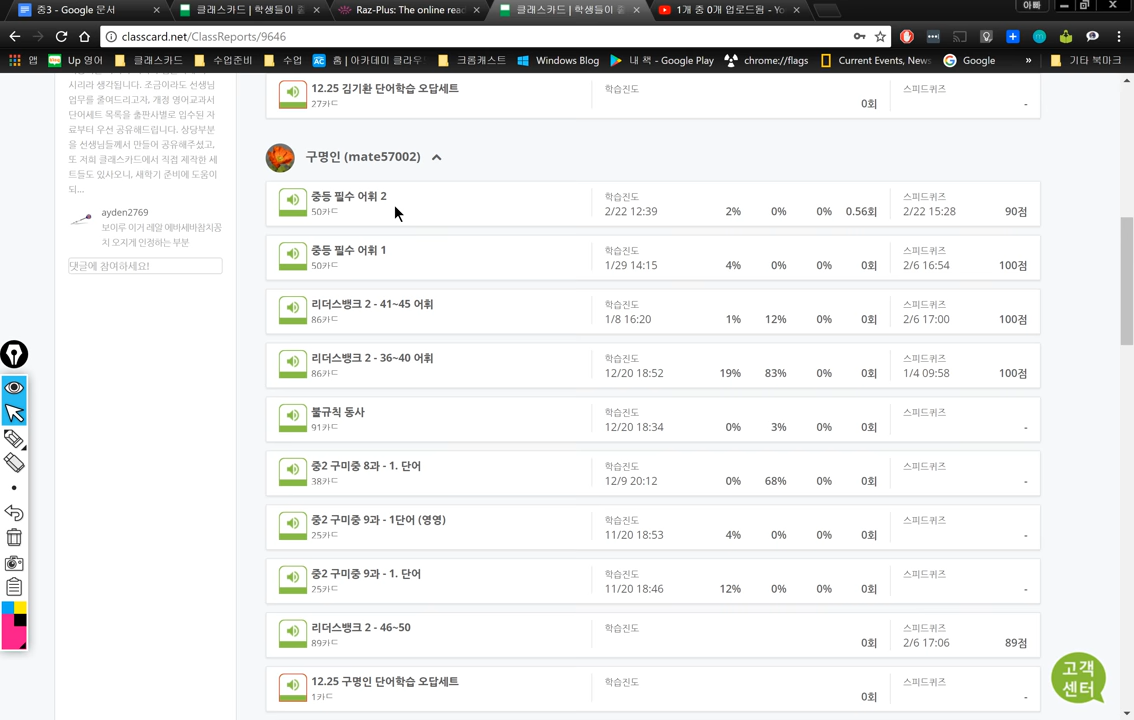 중3 - Google 문서
클래스카드 | 학생들이 좋
Raz-Plus: The online rea
클래스카드 | 학생들이 좋
1개 중 0개 업로드됨 - Yo
아빠
classcard.net/ClassReports/9646
앱
Up 영어
클래스카드
수업준비
수업
홈 | 아카데미 클라우
크롬캐스트
Windows Blog
내 책 - Google Play
chrome://flags
Current Events, News
Google
»
기타 북마크
시리라 생각됩니다. 조금이라도 선생님
업무를 줄여드리고자, 개정 영어교과서
단어세트 목록을 출판사별로 입수된 자
료부터 우선 공유해드립니다. 상당부분
을 선생님들께서 만들어 공유해주셨고,
또 저희 클래스카드에서 직접 제작한 세
트들도 있사오니, 새학기 준비에 도움이
되...
ayden2769
보이루 이거 레알 에바세바참치꽁
치 오지게 인정하는 부분
댓글에 참여하세요!
12.25 김기환 단어학습 오답세트
27카드
학습진도
0회
스피드퀴즈
-
구명인 (mate57002)
중등 필수 어휘 2
50카드
학습진도
2/22 12:39 2% 0% 0% 0.56회
스피드퀴즈
2/22 15:28 90점
중등 필수 어휘 1
50카드
학습진도
1/29 14:15 4% 0% 0% 0회
스피드퀴즈
2/6 16:54 100점
리더스뱅크 2 - 41~45 어휘
86카드
학습진도
1/8 16:20 1% 12% 0% 0회
스피드퀴즈
2/6 17:00 100점
리더스뱅크 2 - 36~40 어휘
86카드
학습진도
12/20 18:52 19% 83% 0% 0회
스피드퀴즈
1/4 09:58 100점
불규칙 동사
91카드
학습진도
12/20 18:34 0% 3% 0% 0회
스피드퀴즈
-
중2 구미중 8과 - 1. 단어
38카드
학습진도
12/9 20:12 0% 68% 0% 0회
스피드퀴즈
-
중2 구미중 9과 - 1단어 (영영)
25카드
학습진도
11/20 18:53 4% 0% 0% 0회
스피드퀴즈
-
중2 구미중 9과 - 1. 단어
25카드
학습진도
11/20 18:46 12% 0% 0% 0회
스피드퀴즈
-
리더스뱅크 2 - 46~50
89카드
학습진도
0회
스피드퀴즈
2/6 17:06 89점
12.25 구명인 단어학습 오답세트
1카드
학습진도
0회
스피드퀴즈
-
고객
센터